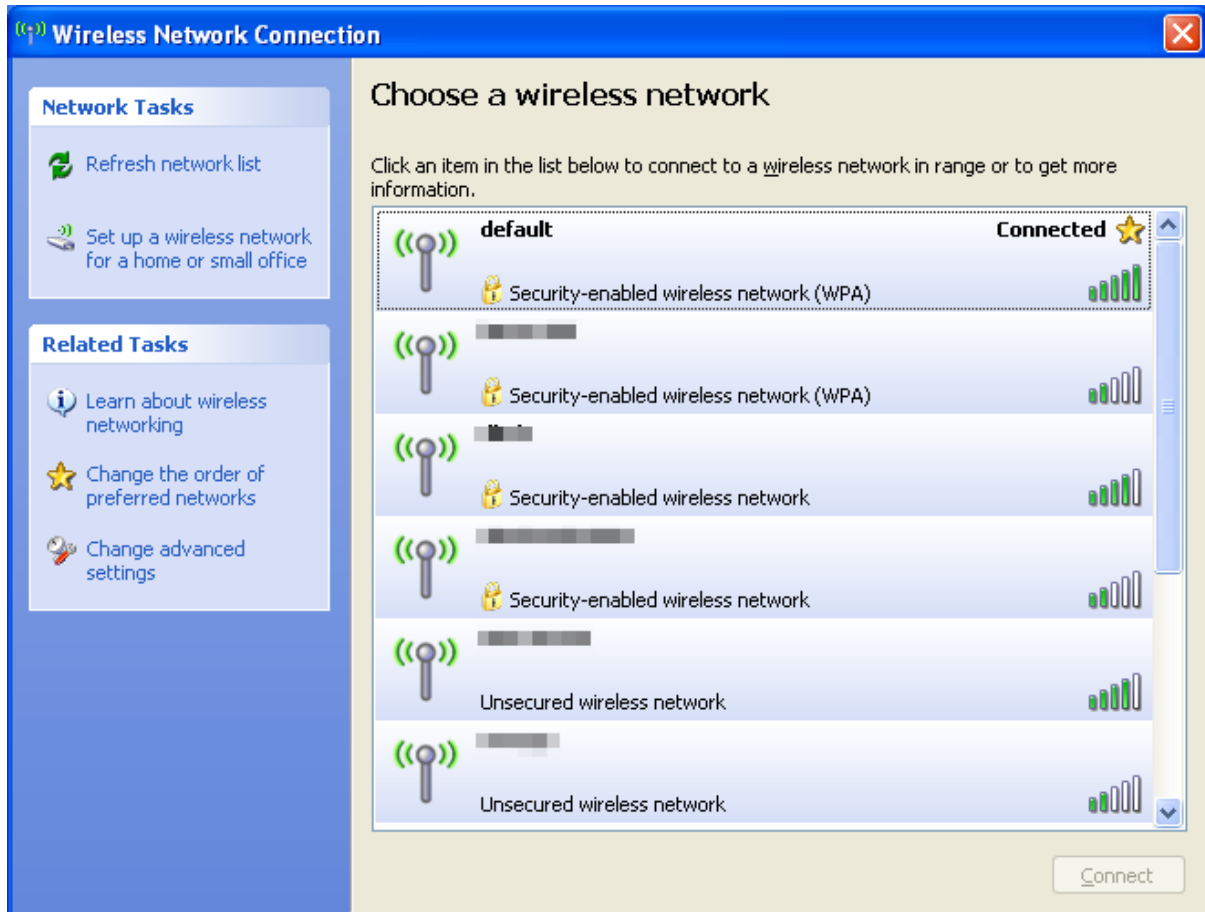 Wireless Network Connection
Network Tasks
Refresh network list
Set up a wireless network
for a home or small office
Related Tasks
Learn about wireless
networking
Change the order of
preferred networks
Change advanced
settings
Choose a wireless network
Click an item in the list below to connect to a wireless network in range or to get more
information.
default Connected
Security-enabled wireless network (WPA)
Security-enabled wireless network (WPA)
Security-enabled wireless network
Security-enabled wireless network
Unsecured wireless network
Unsecured wireless network
Connect